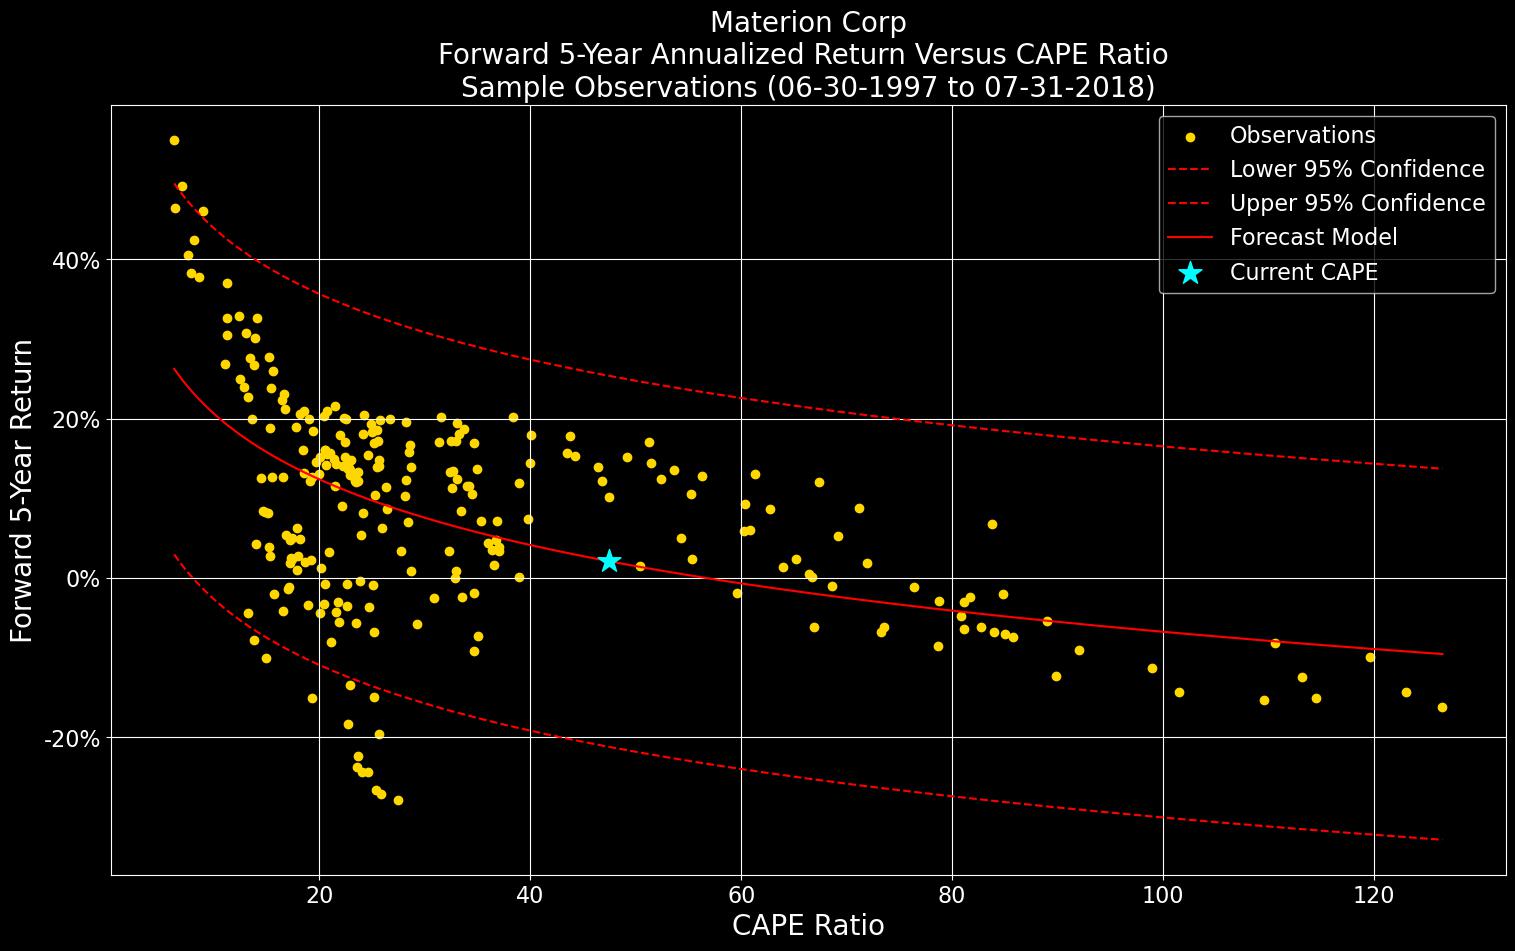 Materion Corp
Forward 5-Year Annualized Return Versus CAPE Ratio
Sample Observations (06-30-1997 to 07-31-2018)
Observations
Lower 95% Confidence
Upper 95% Confidence
Forecast Model
Current CAPE
Forward 5-Year Return
40%
20%
0%
-20%
20 40 60 80 100 120
CAPE Ratio